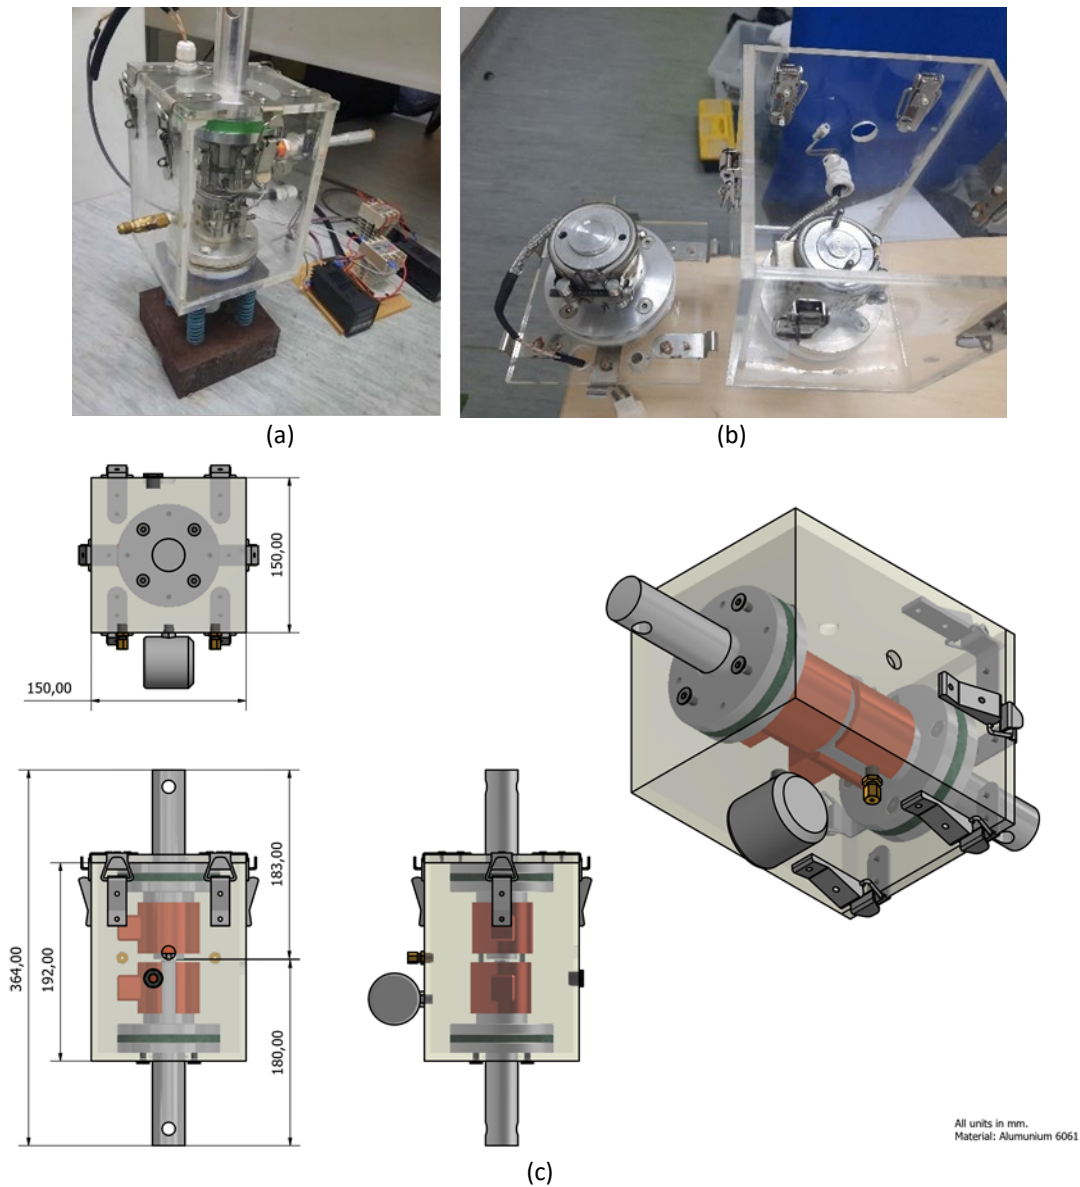 (a)
(b)
150,00
150,00
364,00
192,00
183,00
180,00
All units in mm.
Material: Alumunium 6061
(c)